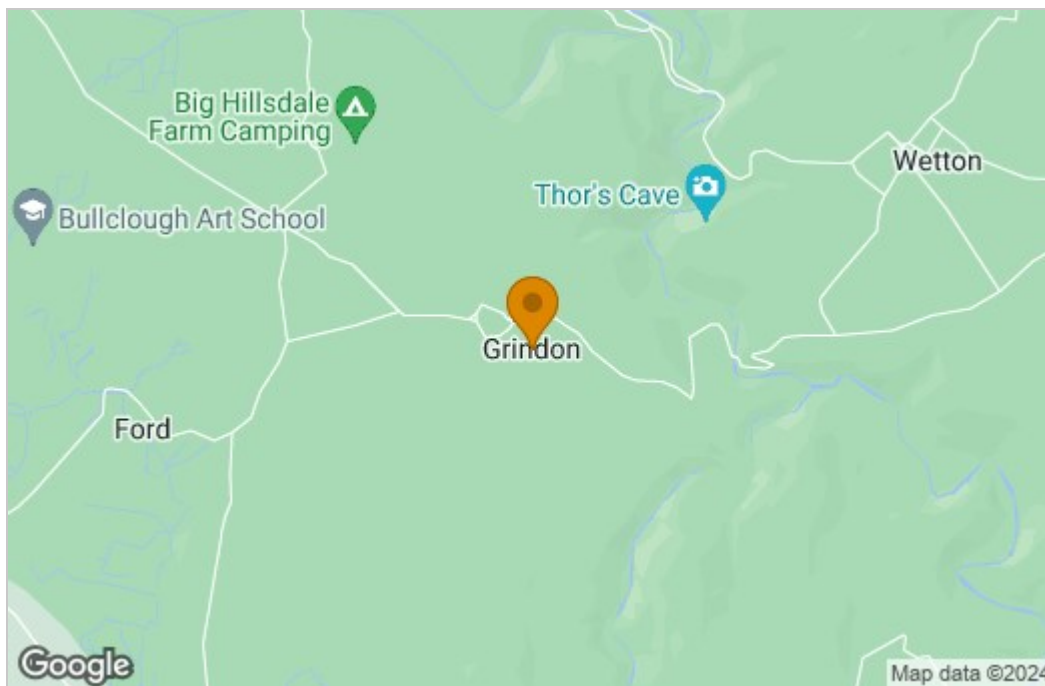 Big Hillsdale
Farm Camping
Wetton
Thor's Cave
Bullclough Art School
Grindon
Ford
Google
Map data ©2024